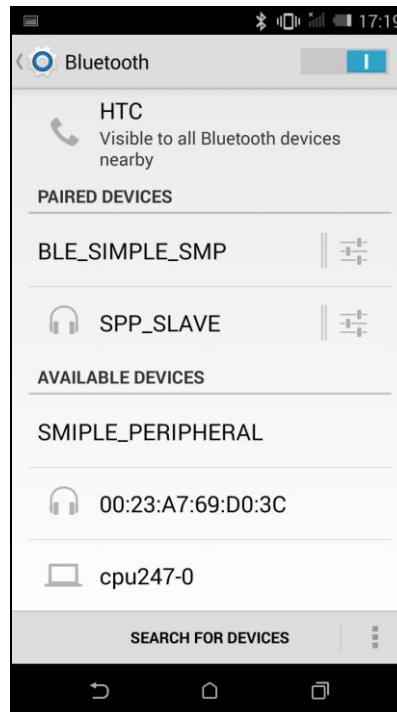 17:19
Bluetooth
HTC
Visible to all Bluetooth devices
nearby
PAIRED DEVICES
BLE_SIMPLE_SMP
SPP_SLAVE
AVAILABLE DEVICES
SMIPLE_PERIPHERAL
00:23:A7:69:D0:3C
cpu247-0
SEARCH FOR DEVICES